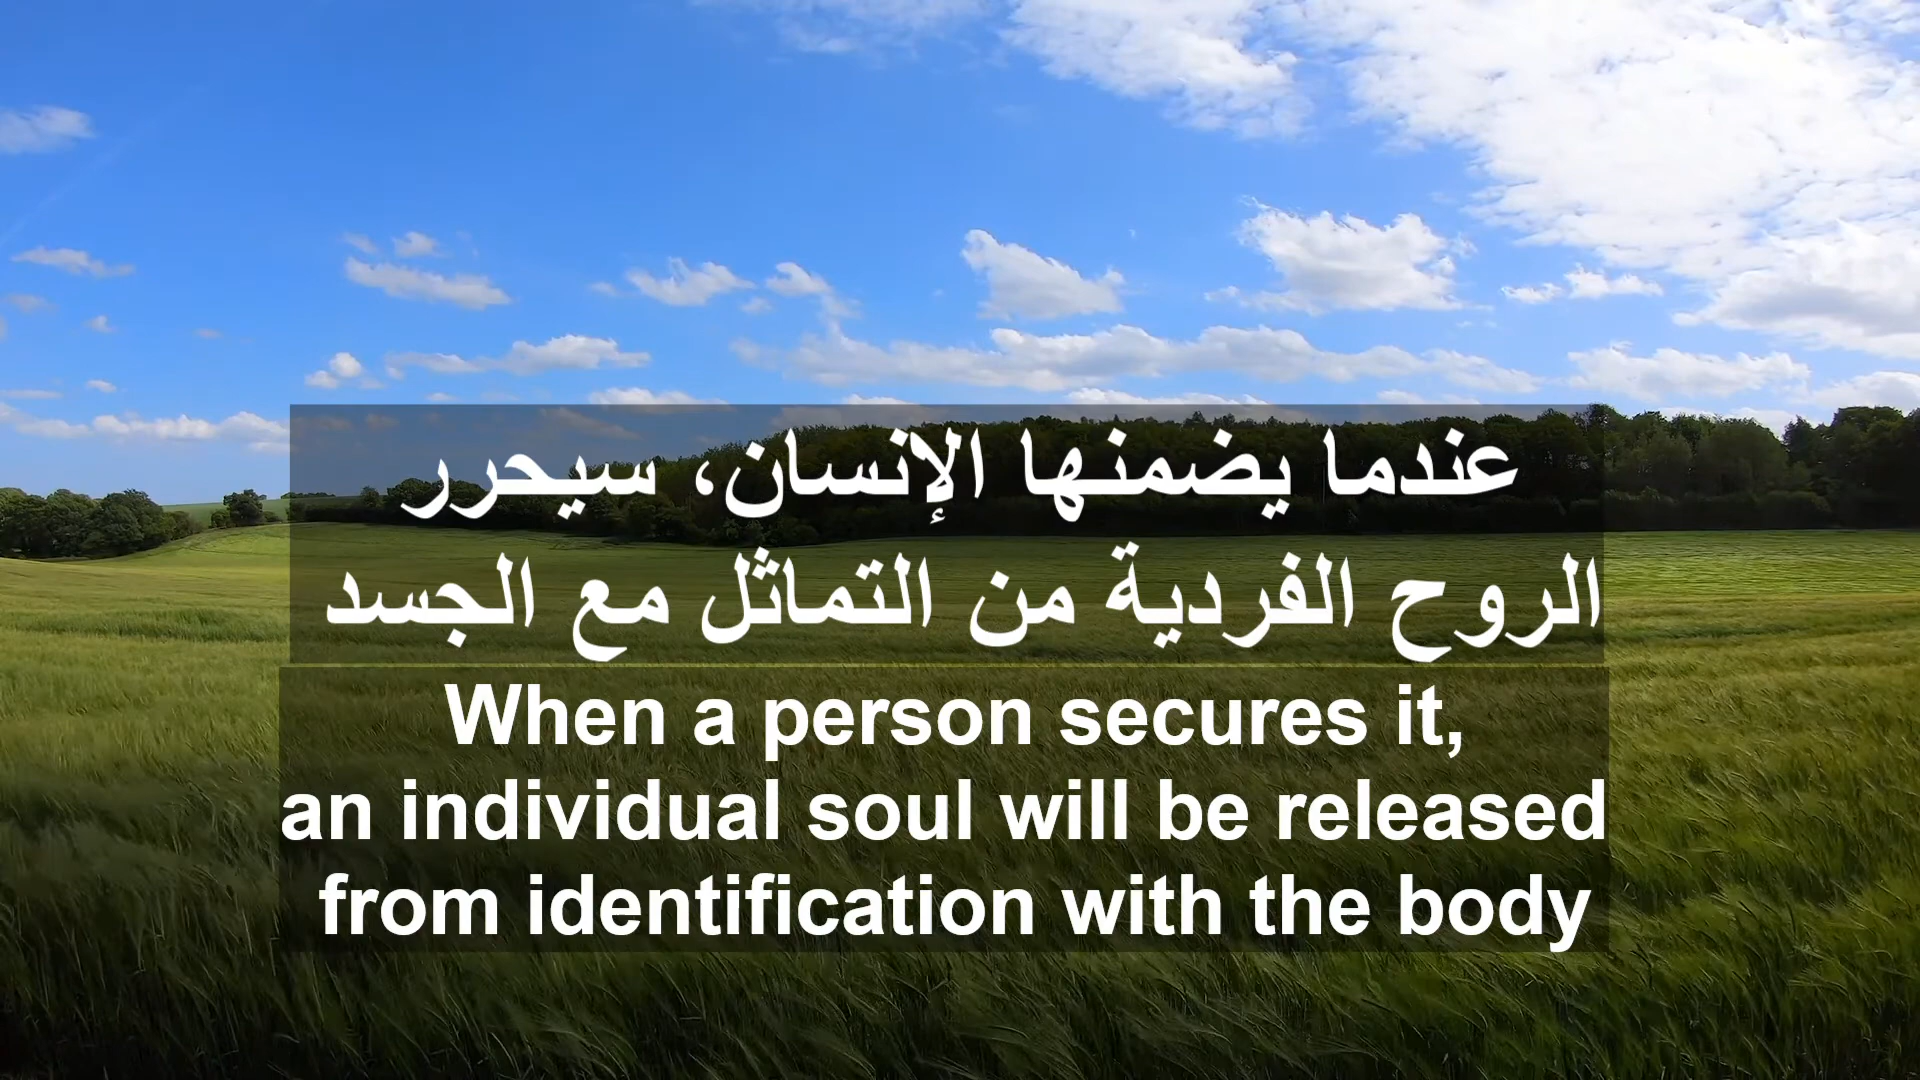 عندما يضمنها الإنسان، سيحرر
الروح الفردية من التماثل مع الجسد
When a person secures it,
an individual soul will be released
from identification with the body